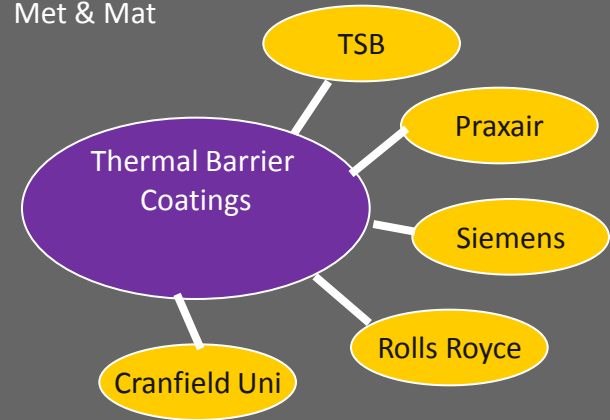 Met & Mat
TSB
Praxair
Thermal Barrier
Coatings
Siemens
Rolls Royce
Cranfield Uni